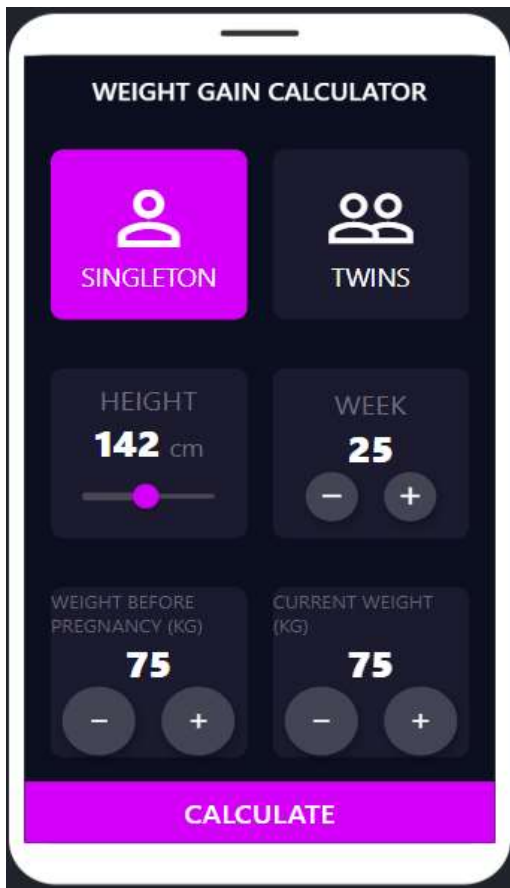 WEIGHT GAIN CALCULATOR
SINGLETON
TWINS
HEIGHT
142 cm
WEEK
25
− +
WEIGHT BEFORE
PREGNANCY (KG)
75
− +
CURRENT WEIGHT
(KG)
75
− +
CALCULATE